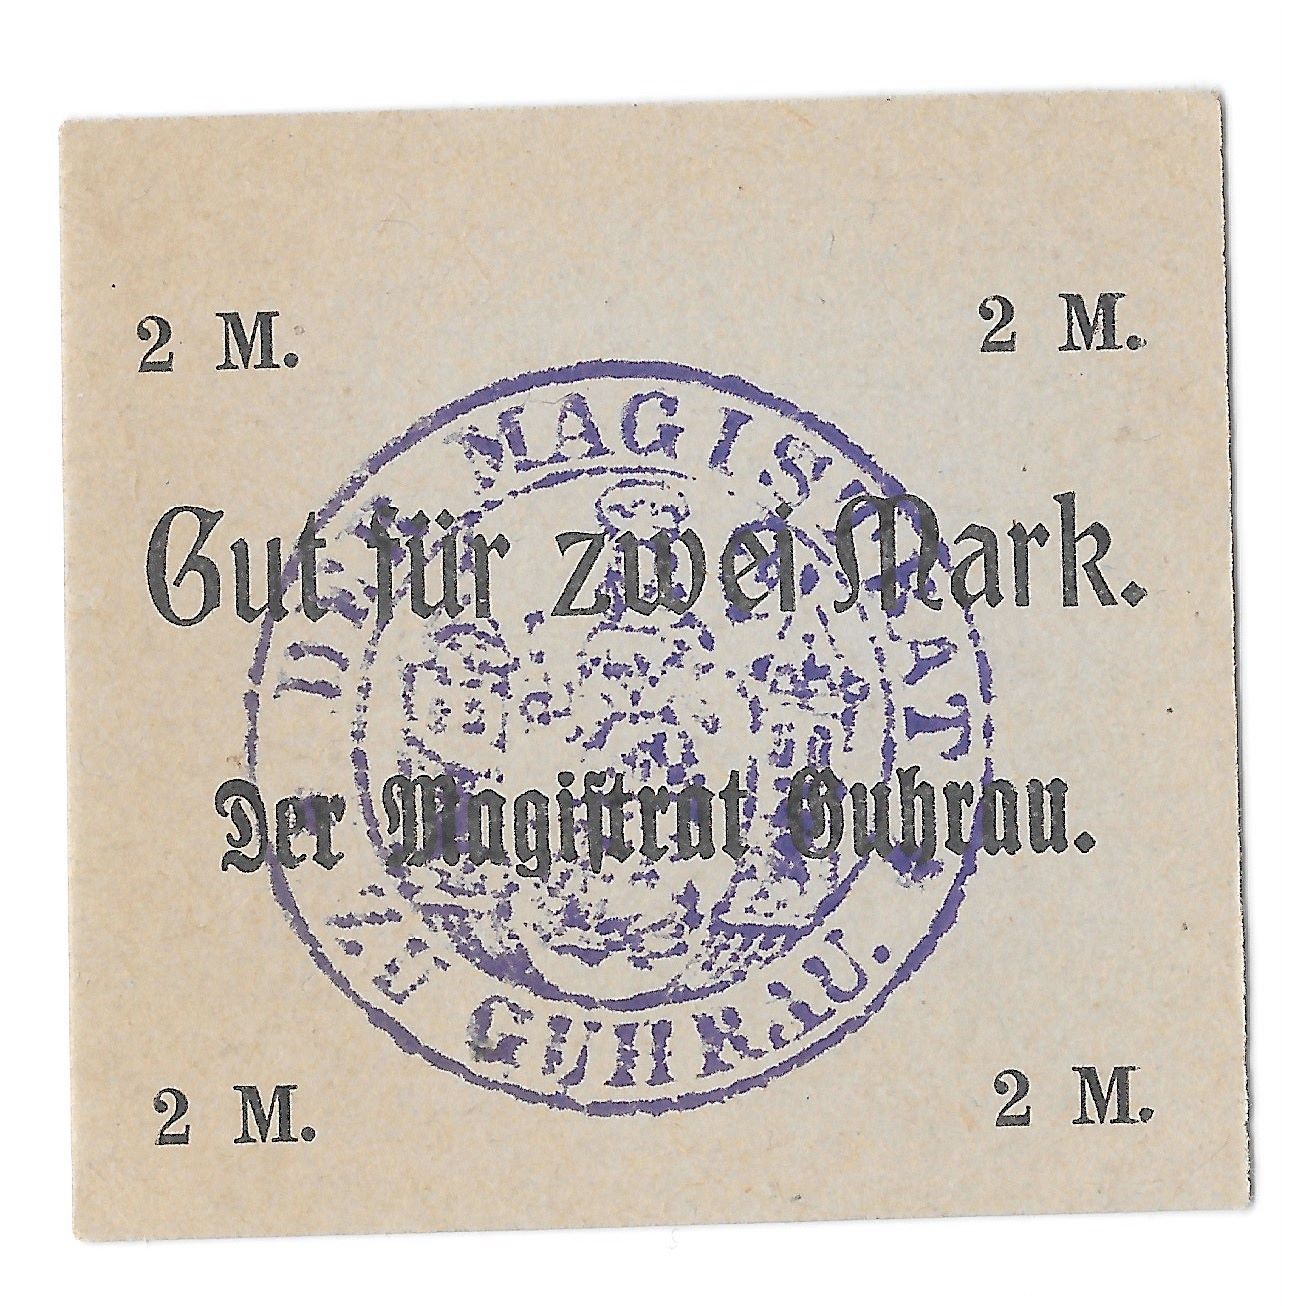 2 M. 2 M.
Gut für zwei Mark.
Der Magistrat Guhrau.
2 M. 2 M.
DER MAGISTRAT
ZU GUHRAU.